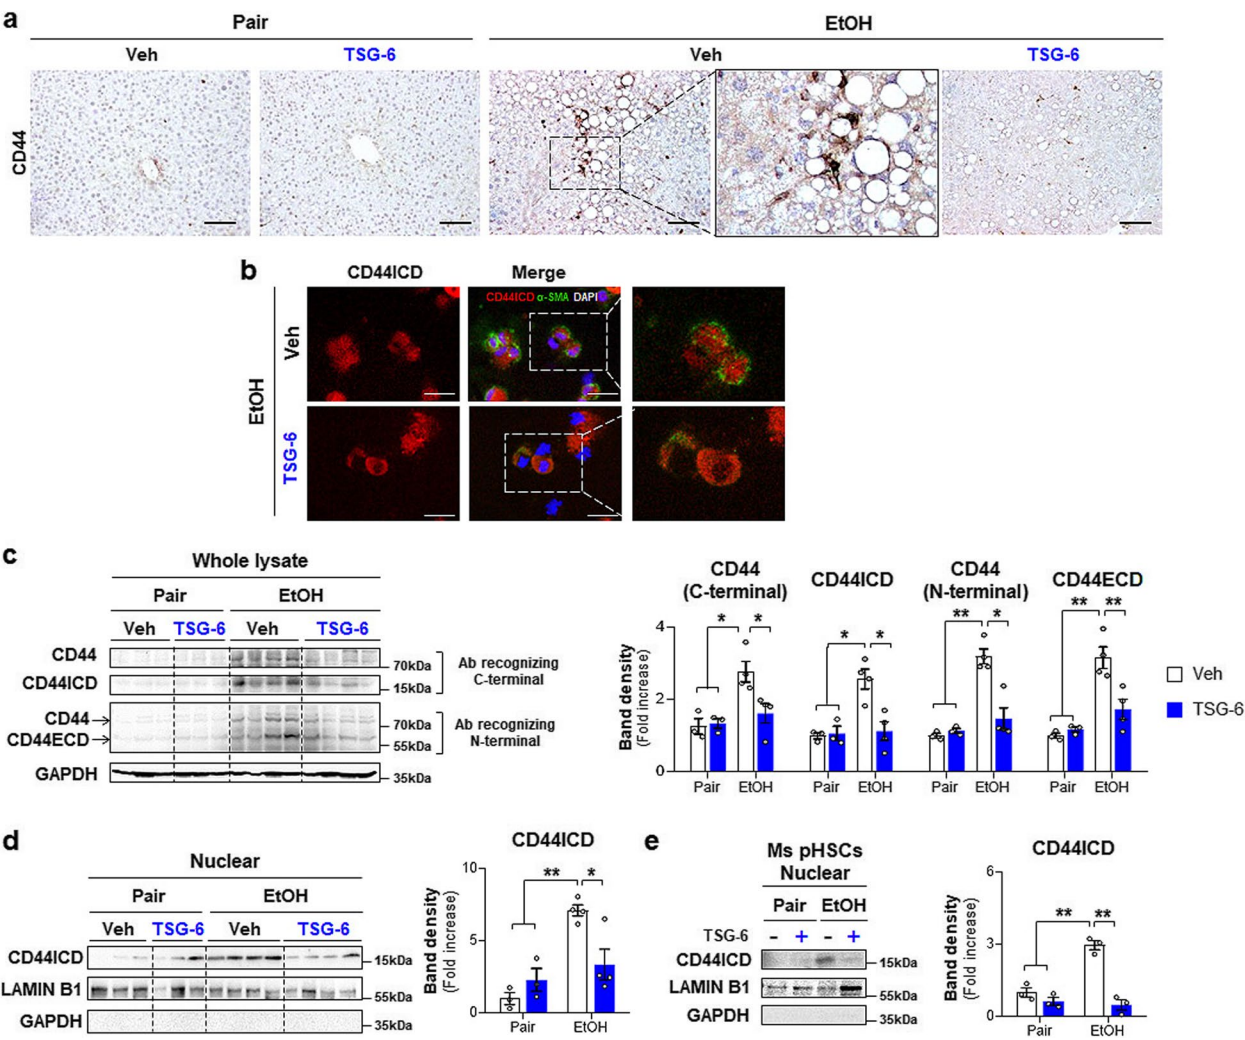 a
Pair
EtOH
Veh
TSG-6
Veh
TSG-6
CD44
b
CD44ICD
Merge
CD44ICD α-SMA DAPI
EtOH
Veh
TSG-6
c
Whole lysate
Pair
EtOH
Veh
TSG-6
Veh
TSG-6
CD44
70kDa
CD44ICD
15kDa
Ab recognizing
C-terminal
CD44
70kDa
CD44ECD
55kDa
Ab recognizing
N-terminal
GAPDH
35kDa
CD44
(C-terminal)
CD44ICD
CD44
(N-terminal)
CD44ECD
Band density
(Fold increase)
4
2
0
* *
* *
** *
** **
Pair EtOH
Pair EtOH
Pair EtOH
Pair EtOH
Veh
TSG-6
d
Nuclear
Pair
EtOH
Veh
TSG-6
Veh
TSG-6
CD44ICD
15kDa
LAMIN B1
55kDa
GAPDH
35kDa
CD44ICD
Band density
(Fold increase)
10
5
0
** *
Pair EtOH
e
Ms pHSCs
Nuclear
Pair EtOH
TSG-6 - + - +
CD44ICD
15kDa
LAMIN B1
55kDa
GAPDH
35kDa
CD44ICD
Band density
(Fold increase)
6
3
0
** **
Pair EtOH